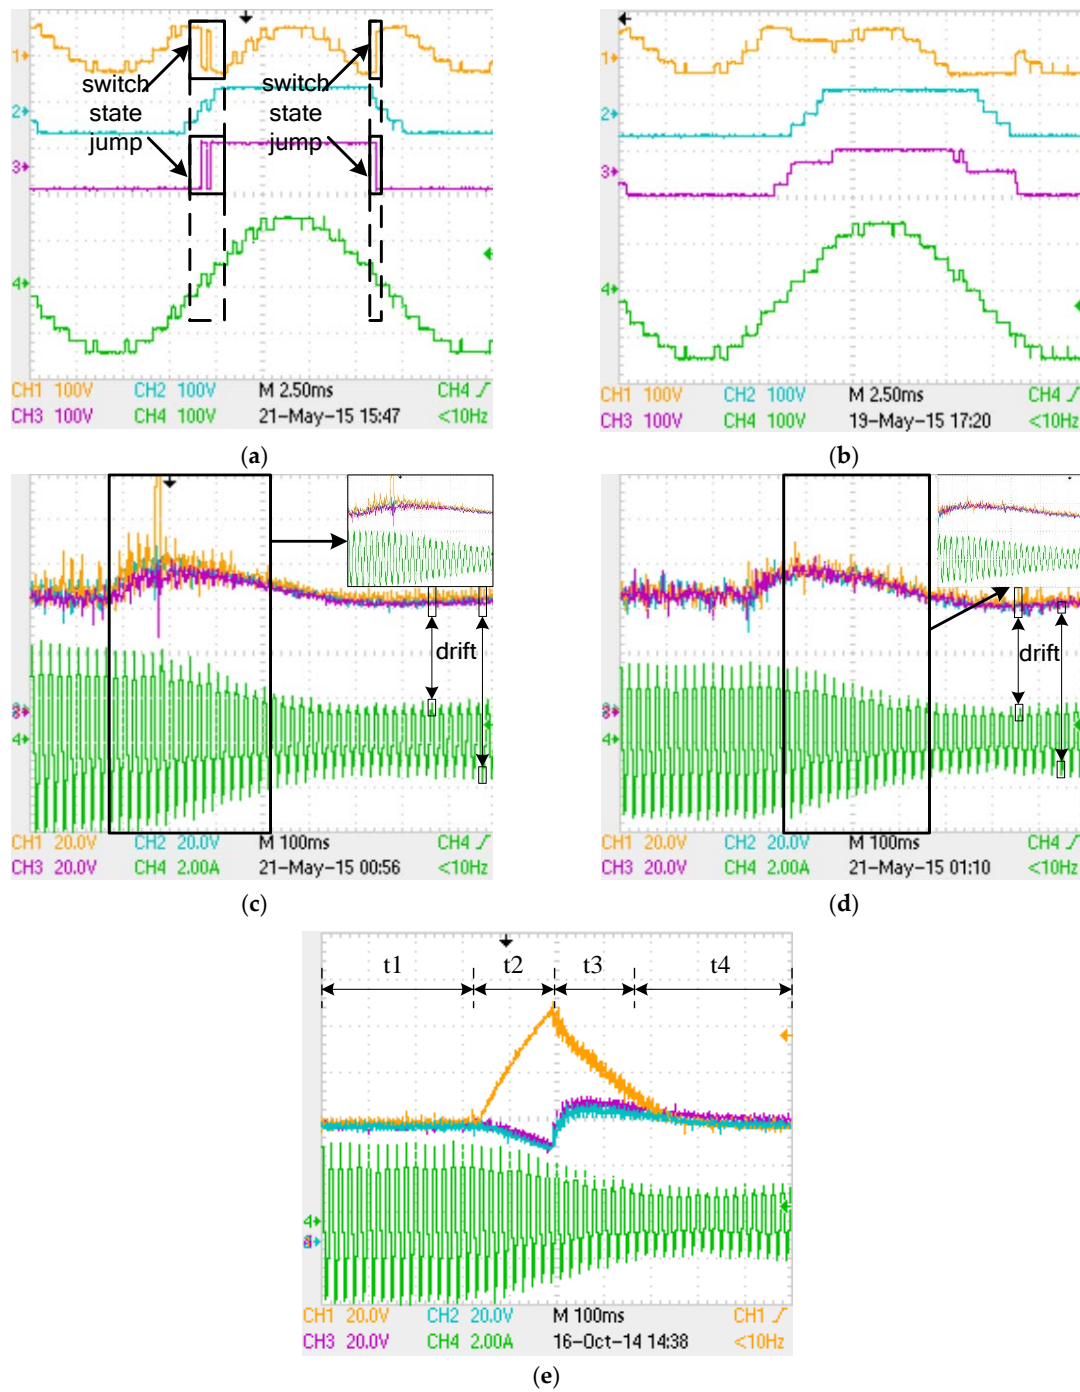 switch state jump
switch state jump
1
2
3
4
CH1 100V CH2 100V M 2.50ms CH4
CH3 100V CH4 100V 21-May-15 15:47 <10Hz
(a)
1
2
3
4
CH1 100V CH2 100V M 2.50ms CH4
CH3 100V CH4 100V 19-May-15 17:20 <10Hz
(b)
drift
4
CH1 20.0V CH2 20.0V M 100ms CH4
CH3 20.0V CH4 2.00A 21-May-15 00:56 <10Hz
(c)
drift
4
CH1 20.0V CH2 20.0V M 100ms CH4
CH3 20.0V CH4 2.00A 21-May-15 01:10 <10Hz
(d)
t1 t2 t3 t4
4
CH1 20.0V CH2 20.0V M 100ms CH1
CH3 20.0V CH4 2.00A 16-Oct-14 14:38 <10Hz
(e)